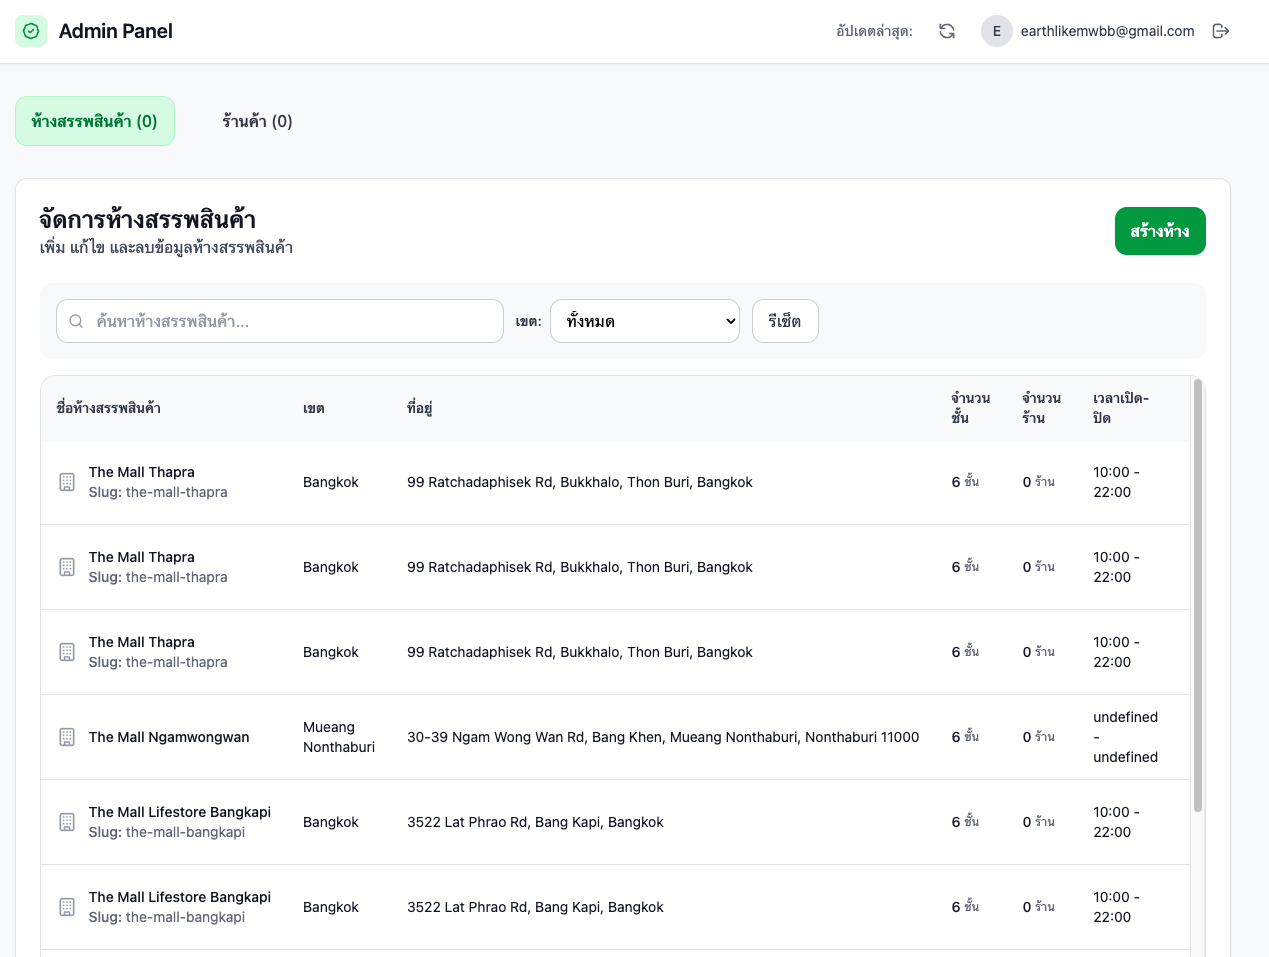 Admin Panel
อัปเดตล่าสุด:
E
earthlikemwbb@gmail.com
ห้างสรรพสินค้า (0)
ร้านค้า (0)
จัดการห้างสรรพสินค้า
เพิ่ม แก้ไข และลบข้อมูลห้างสรรพสินค้า
สร้างห้าง
ค้นหาห้างสรรพสินค้า...
เขต:
ทั้งหมด
รีเซ็ต
ชื่อห้างสรรพสินค้า
เขต
ที่อยู่
จำนวน
ชั้น
จำนวน
ร้าน
เวลาเปิด-
ปิด
The Mall Thapra
Slug: the-mall-thapra
Bangkok
99 Ratchadaphisek Rd, Bukkhalo, Thon Buri, Bangkok
6 ชั้น
0 ร้าน
10:00 -
22:00
The Mall Thapra
Slug: the-mall-thapra
Bangkok
99 Ratchadaphisek Rd, Bukkhalo, Thon Buri, Bangkok
6 ชั้น
0 ร้าน
10:00 -
22:00
The Mall Thapra
Slug: the-mall-thapra
Bangkok
99 Ratchadaphisek Rd, Bukkhalo, Thon Buri, Bangkok
6 ชั้น
0 ร้าน
10:00 -
22:00
The Mall Ngamwongwan
Mueang
Nonthaburi
30-39 Ngam Wong Wan Rd, Bang Khen, Mueang Nonthaburi, Nonthaburi 11000
6 ชั้น
0 ร้าน
undefined
-
undefined
The Mall Lifestore Bangkapi
Slug: the-mall-bangkapi
Bangkok
3522 Lat Phrao Rd, Bang Kapi, Bangkok
6 ชั้น
0 ร้าน
10:00 -
22:00
The Mall Lifestore Bangkapi
Slug: the-mall-bangkapi
Bangkok
3522 Lat Phrao Rd, Bang Kapi, Bangkok
6 ชั้น
0 ร้าน
10:00 -
22:00